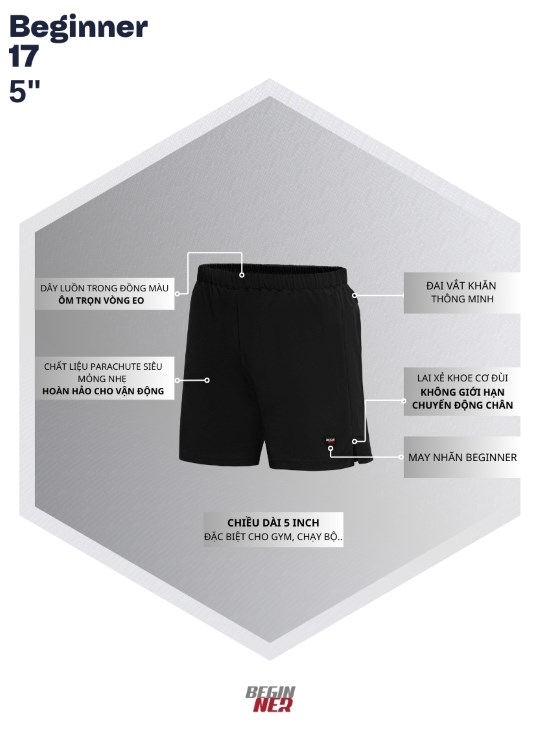 Beginner
17
5"
DÂY LUỒN TRONG ĐỒNG MÀU
ÔM TRỌN VÒNG EO
ĐAI VẮT KHĂN
THÔNG MINH
CHẤT LIỆU PARACHUTE SIÊU
MỎNG NHẸ
HOÀN HẢO CHO VẬN ĐỘNG
LAI XẺ KHOE CƠ ĐÙI
KHÔNG GIỚI HẠN
CHUYỂN ĐỘNG CHÂN
MAY NHÃN BEGINNER
CHIỀU DÀI 5 INCH
ĐẶC BIỆT CHO GYM, CHẠY BỘ..
BEGIN
NER